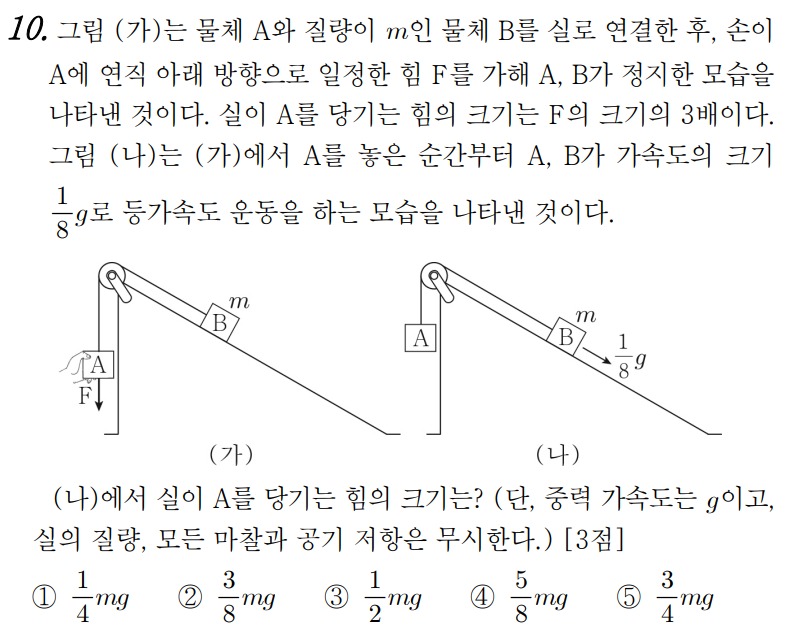 10. 그림 (가)는 물체 A와 질량이 m인 물체 B를 실로 연결한 후, 손이
A에 연직 아래 방향으로 일정한 힘 F를 가해 A, B가 정지한 모습을
나타낸 것이다. 실이 A를 당기는 힘의 크기는 F의 크기의 3배이다.
그림 (나)는 (가)에서 A를 놓은 순간부터 A, B가 가속도의 크기
1/8 g로 등가속도 운동을 하는 모습을 나타낸 것이다.
m
B
A
F
(가)
m
B
A
1/8 g
(나)
(나)에서 실이 A를 당기는 힘의 크기는? (단, 중력 가속도는 g이고,
실의 질량, 모든 마찰과 공기 저항은 무시한다.) [3점]
① 1/4 mg ② 3/8 mg ③ 1/2 mg ④ 5/8 mg ⑤ 3/4 mg